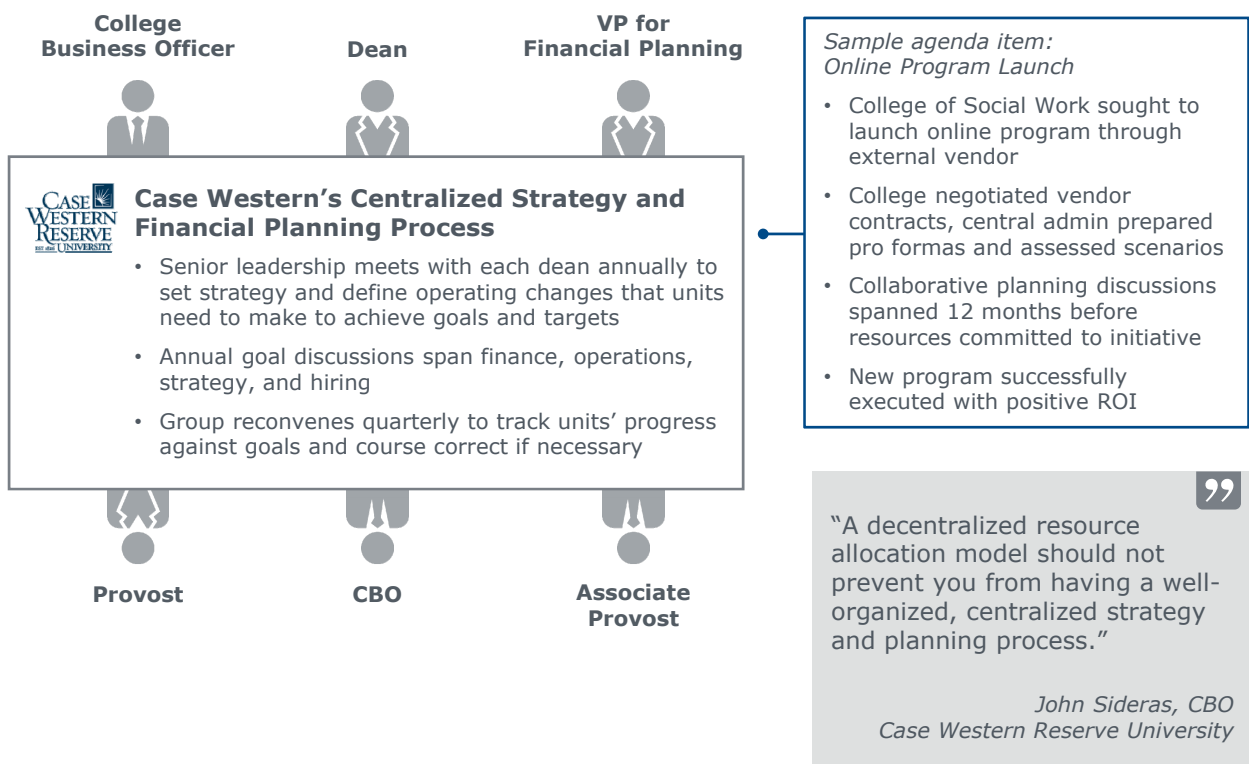 College
Business Officer
Dean
VP for
Financial Planning
CASE
WESTERN
RESERVE
EST. 1826 UNIVERSITY
Case Western’s Centralized Strategy and
Financial Planning Process
• Senior leadership meets with each dean annually to
set strategy and define operating changes that units
need to make to achieve goals and targets
• Annual goal discussions span finance, operations,
strategy, and hiring
• Group reconvenes quarterly to track units’ progress
against goals and course correct if necessary
Provost
CBO
Associate
Provost
Sample agenda item:
Online Program Launch
• College of Social Work sought to
launch online program through
external vendor
• College negotiated vendor
contracts, central admin prepared
pro formas and assessed scenarios
• Collaborative planning discussions
spanned 12 months before
resources committed to initiative
• New program successfully
executed with positive ROI
”
“A decentralized resource
allocation model should not
prevent you from having a well-
organized, centralized strategy
and planning process.”
John Sideras, CBO
Case Western Reserve University